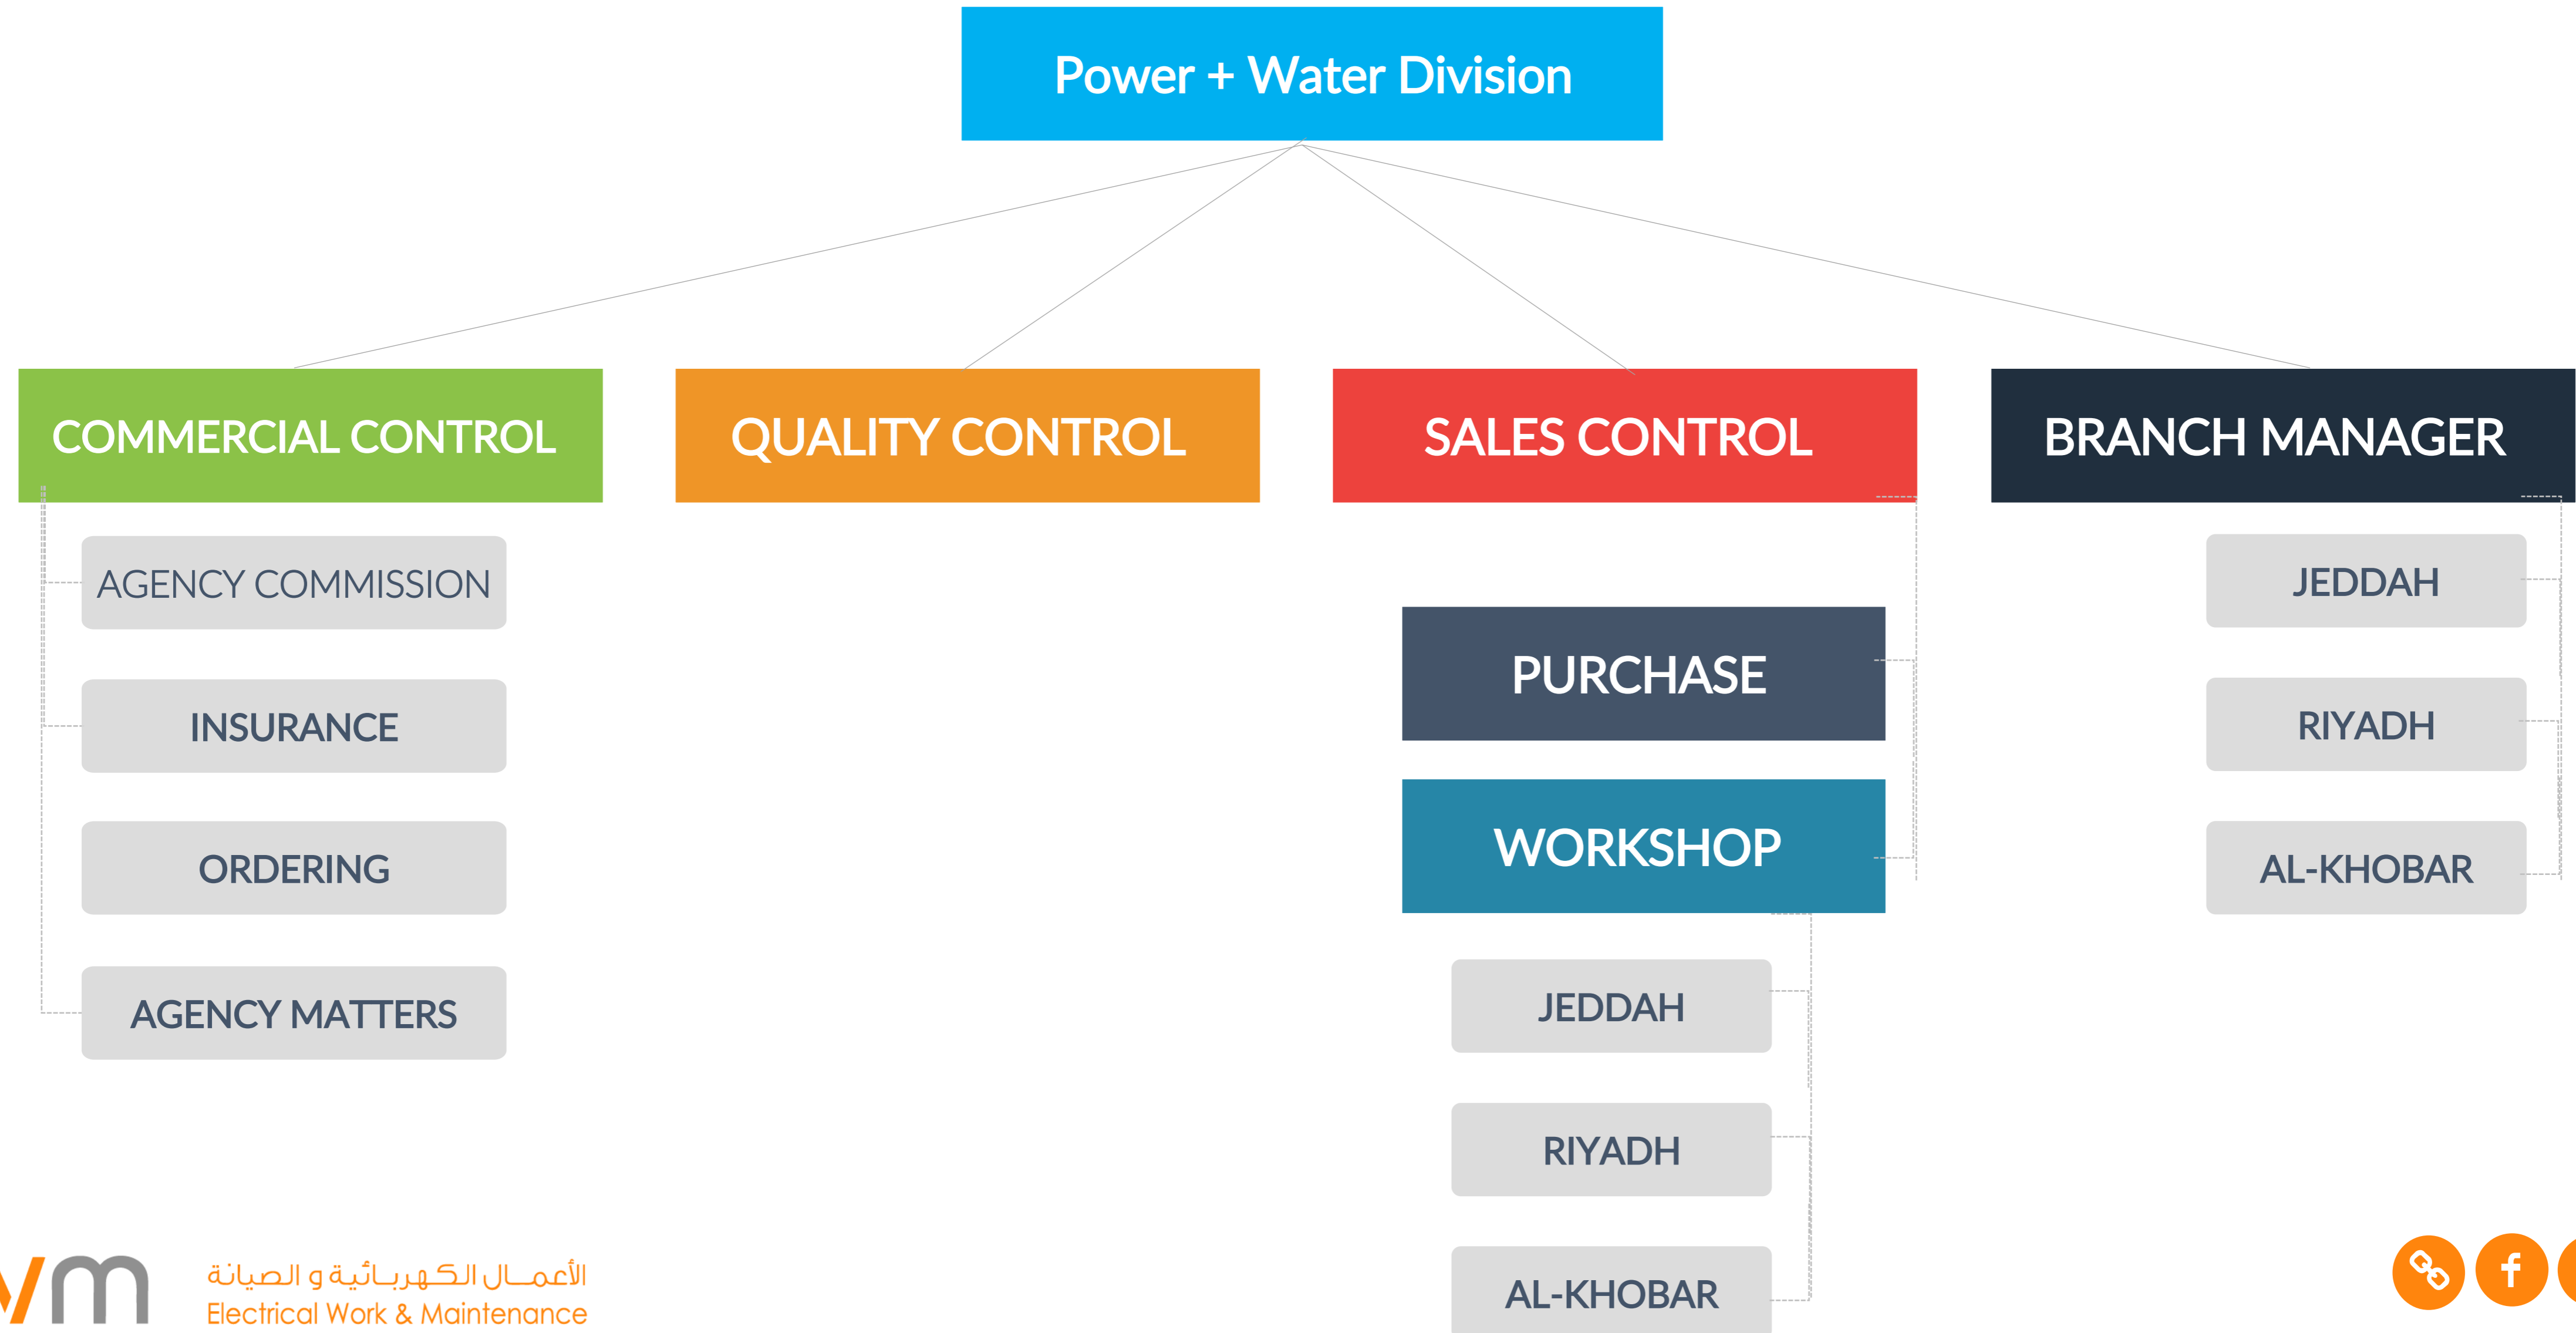 Power + Water Division
COMMERCIAL CONTROL
QUALITY CONTROL
SALES CONTROL
BRANCH MANAGER
AGENCY COMMISSION
INSURANCE
ORDERING
AGENCY MATTERS
PURCHASE
WORKSHOP
JEDDAH
RIYADH
AL-KHOBAR
JEDDAH
RIYADH
AL-KHOBAR
الأعمال الكهربائية و الصيانة
Electrical Work & Maintenance